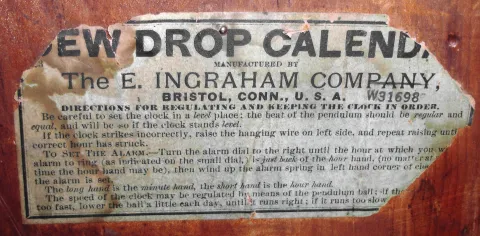 DEW DROP CALENDA
MANUFACTURED BY
The E. INGRAHAM COMPANY,
BRISTOL, CONN., U. S. A. W31698
DIRECTIONS FOR REGULATING AND KEEPING THE CLOCK IN ORDER.
Be careful to set the clock in a level place; the beat of the pendulum should be regular and
equal, and will be so if the clock stands level.
If the clock strikes incorrectly, raise the hanging wire on left side, and repeat raising until
correct hour has struck.
TO SET THE ALARM.—Turn the alarm dial to the right until the hour at which you w
alarm to ring (as indicated on the small dial, is just back of the hour hand, (no matter at
time the hour hand may be), then wind up the alarm spring in left hand corner of cloc
the alarm is set.
The long hand is the minute hand, the short hand is the hour hand.
The speed of the clock may be regulated by means of the pendulum ball; if the
too fast, lower the ball a little each day, until it runs right; if it runs too slow